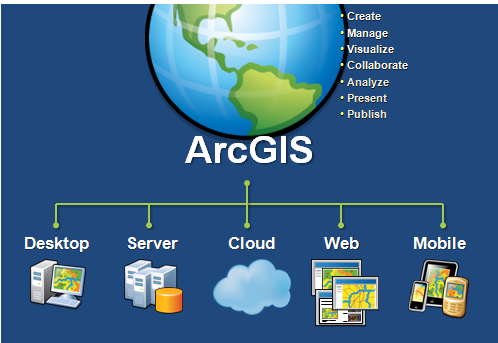 • Create
• Manage
• Visualize
• Collaborate
• Analyze
• Present
• Publish
ArcGIS
Desktop Server Cloud Web Mobile